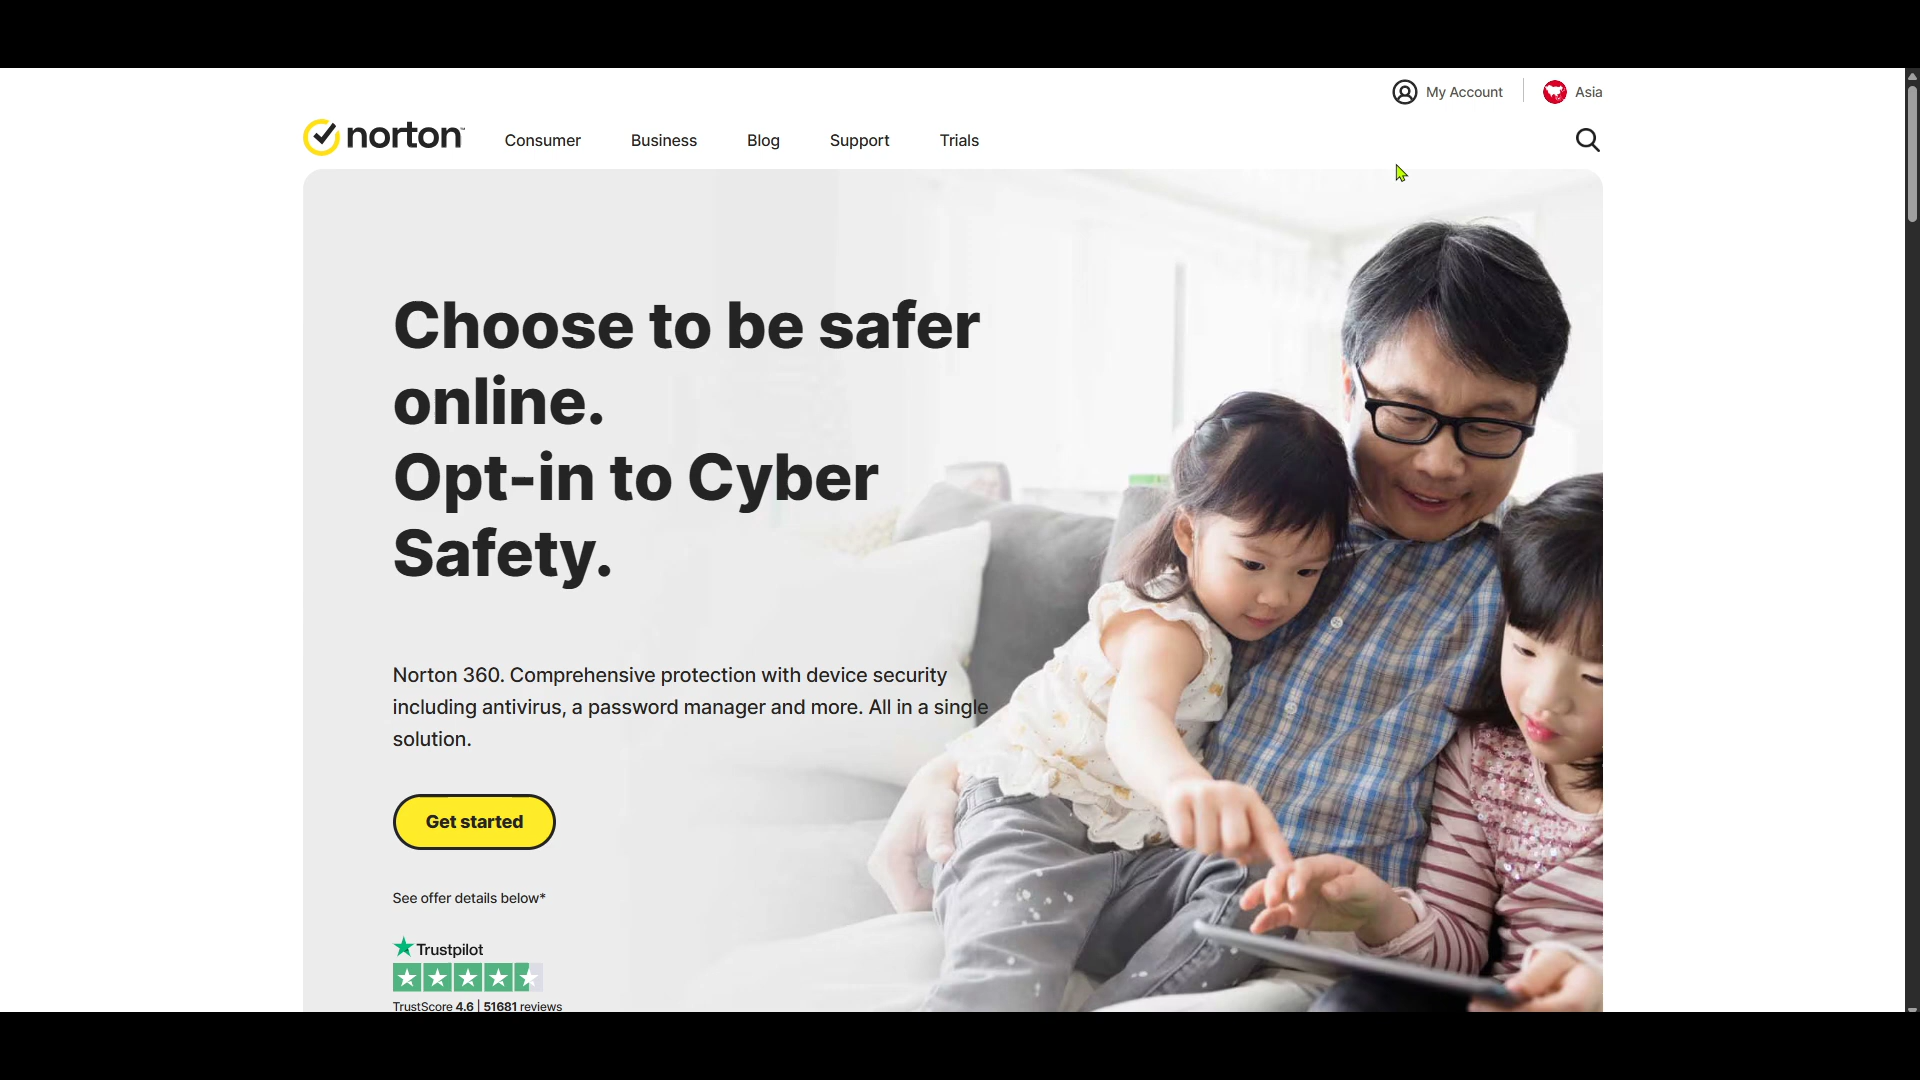 My Account
Asia
norton™
Consumer
Business
Blog
Support
Trials
Choose to be safer
online.
Opt-in to Cyber
Safety.
Norton 360. Comprehensive protection with device security
including antivirus, a password manager and more. All in a single
solution.
Get started
See offer details below*
Trustpilot
TrustScore 4.6 | 51681 reviews